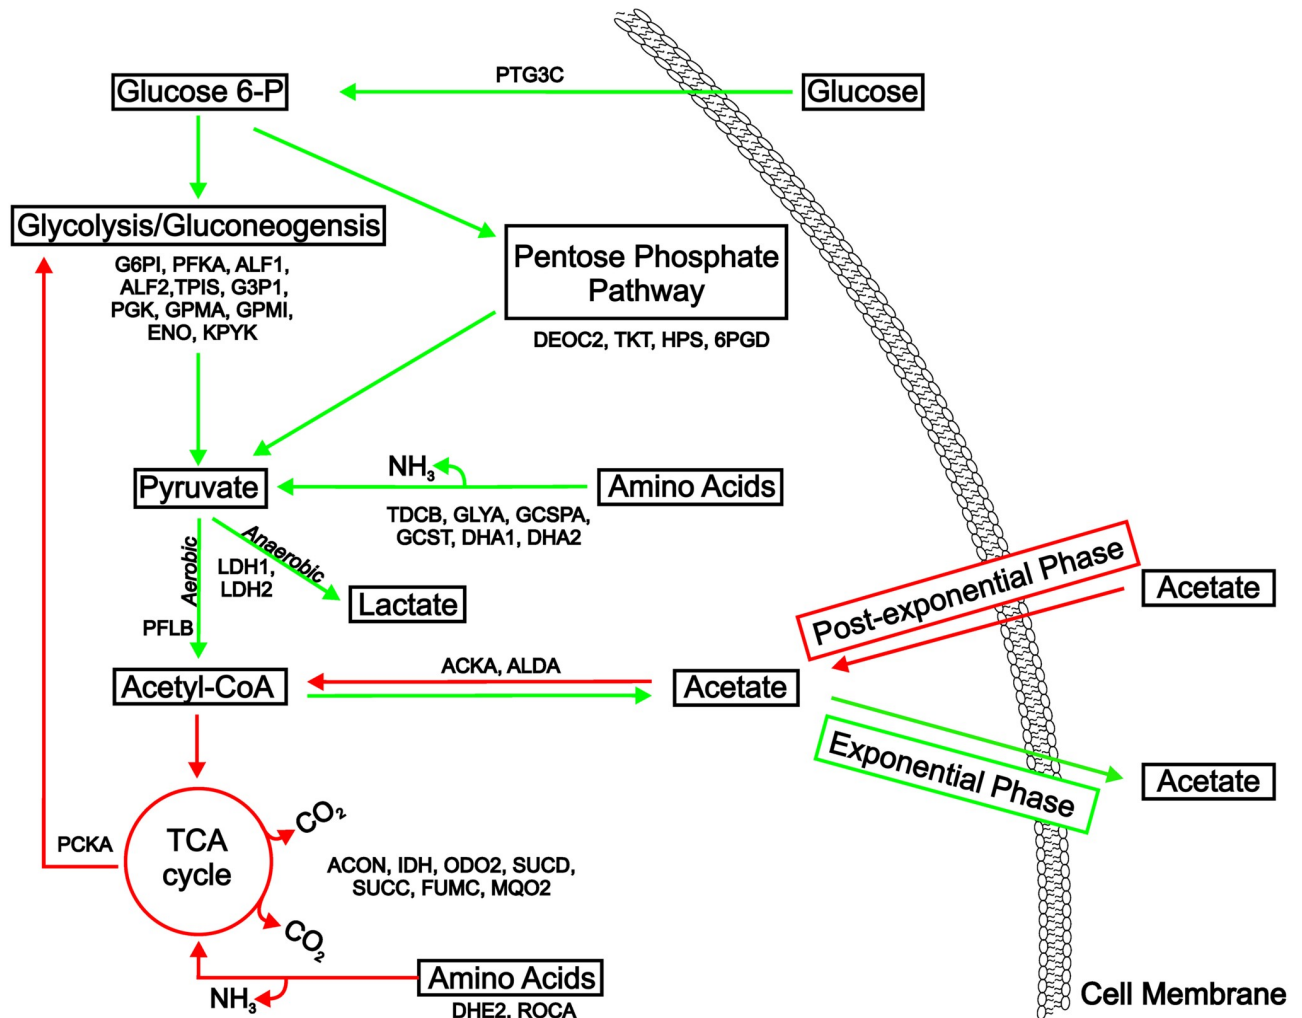 PTG3C
Glucose 6-P
Glucose
Glycolysis/Gluconeogensis
G6PI, PFKA, ALF1,
ALF2,TPIS, G3P1,
PGK, GPMA, GPMI,
ENO, KPYK
Pentose Phosphate
Pathway
DEOC2, TKT, HPS, 6PGD
NH3
Pyruvate
Amino Acids
TDCB, GLYA, GCSPA,
GCST, DHA1, DHA2
Aerobic
Anaerobic
LDH1,
LDH2
Lactate
PFLB
Post-exponential Phase
Acetate
ACKA, ALDA
Acetyl-CoA
Acetate
Exponential Phase
Acetate
PCKA
TCA
cycle
CO2
ACON, IDH, ODO2, SUCD,
SUCC, FUMC, MQO2
CO2
NH3
Amino Acids
DHE2, ROCA
Cell Membrane